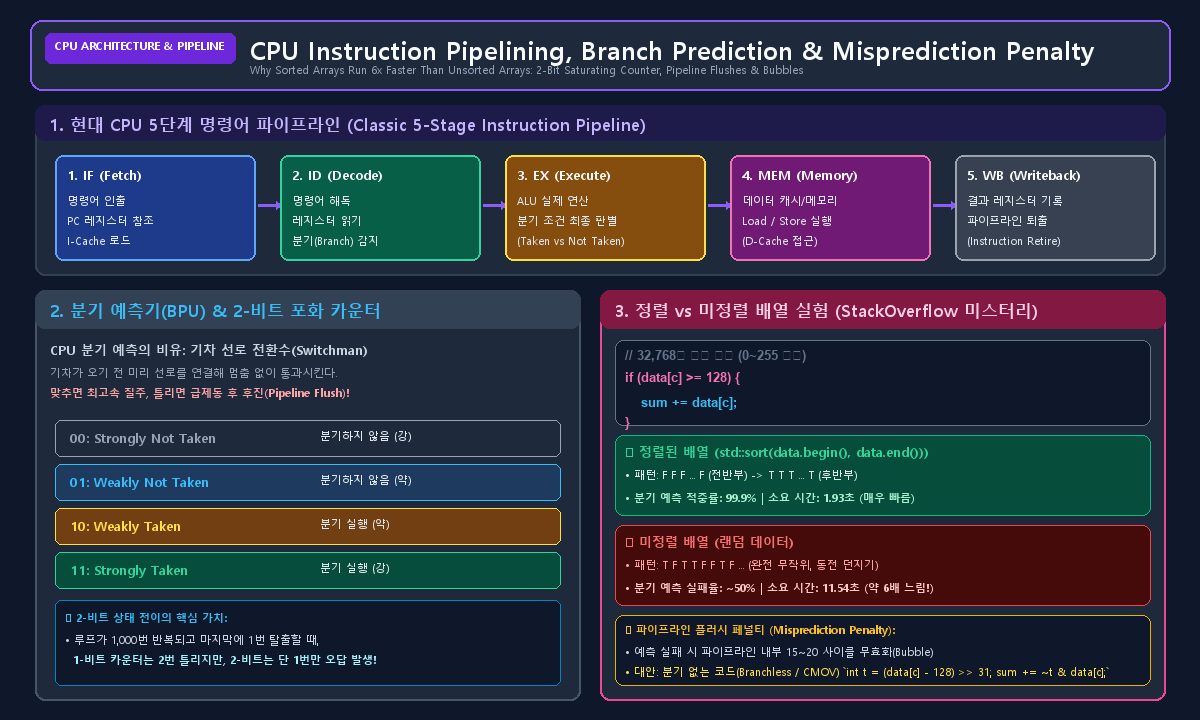 CPU ARCHITECTURE & PIPELINE
CPU Instruction Pipelining, Branch Prediction & Misprediction Penalty
Why Sorted Arrays Run 6x Faster Than Unsorted Arrays: 2-Bit Saturating Counter, Pipeline Flushes & Bubbles
1. 현대 CPU 5단계 명령어 파이프라인 (Classic 5-Stage Instruction Pipeline)
1. IF (Fetch)
명령어 인출
PC 레지스터 참조
I-Cache 로드
2. ID (Decode)
명령어 해독
레지스터 읽기
분기(Branch) 감지
3. EX (Execute)
ALU 실제 연산
분기 조건 최종 판별
(Taken vs Not Taken)
4. MEM (Memory)
데이터 캐시/메모리
Load / Store 실행
(D-Cache 접근)
5. WB (Writeback)
결과 레지스터 기록
파이프라인 퇴출
(Instruction Retire)
2. 분기 예측기(BPU) & 2-비트 포화 카운터
CPU 분기 예측의 비유: 기차 선로 전환수(Switchman)
기차가 오기 전 미리 선로를 연결해 멈춤 없이 통과시킨다.
맞추면 최고속 질주, 틀리면 급제동 후 후진(Pipeline Flush)!
00: Strongly Not Taken 분기하지 않음 (강)
01: Weakly Not Taken 분기하지 않음 (약)
10: Weakly Taken 분기 실행 (약)
11: Strongly Taken 분기 실행 (강)
2-비트 상태 전이의 핵심 가치:
• 루프가 1,000번 반복되고 마지막에 1번 탈출할 때,
1-비트 카운터는 2번 틀리지만, 2-비트는 단 1번만 오답 발생!
3. 정렬 vs 미정렬 배열 실험 (StackOverflow 미스터리)
// 32,768 (0~255 )
if (data[c] >= 128) {
sum += data[c];
}
정렬된 배열 (std::sort(data.begin(), data.end()))
• 패턴: F F F ... F (전반부) -> T T T ... T (후반부)
• 분기 예측 적중률: 99.9% | 소요 시간: 1.93초 (매우 빠름)
미정렬 배열 (랜덤 데이터)
• 패턴: T F T T F F T F ... (완전 무작위, 동전 던지기)
• 분기 예측 실패율: ~50% | 소요 시간: 11.54초 (약 6배 느림!)
파이프라인 플러시 페널티 (Misprediction Penalty):
• 예측 실패 시 파이프라인 내부 15~20 사이클 무효화(Bubble)
• 대안: 분기 없는 코드(Branchless / CMOV) `int t = (data[c] - 128) >> 31; sum += ~t & data[c];`